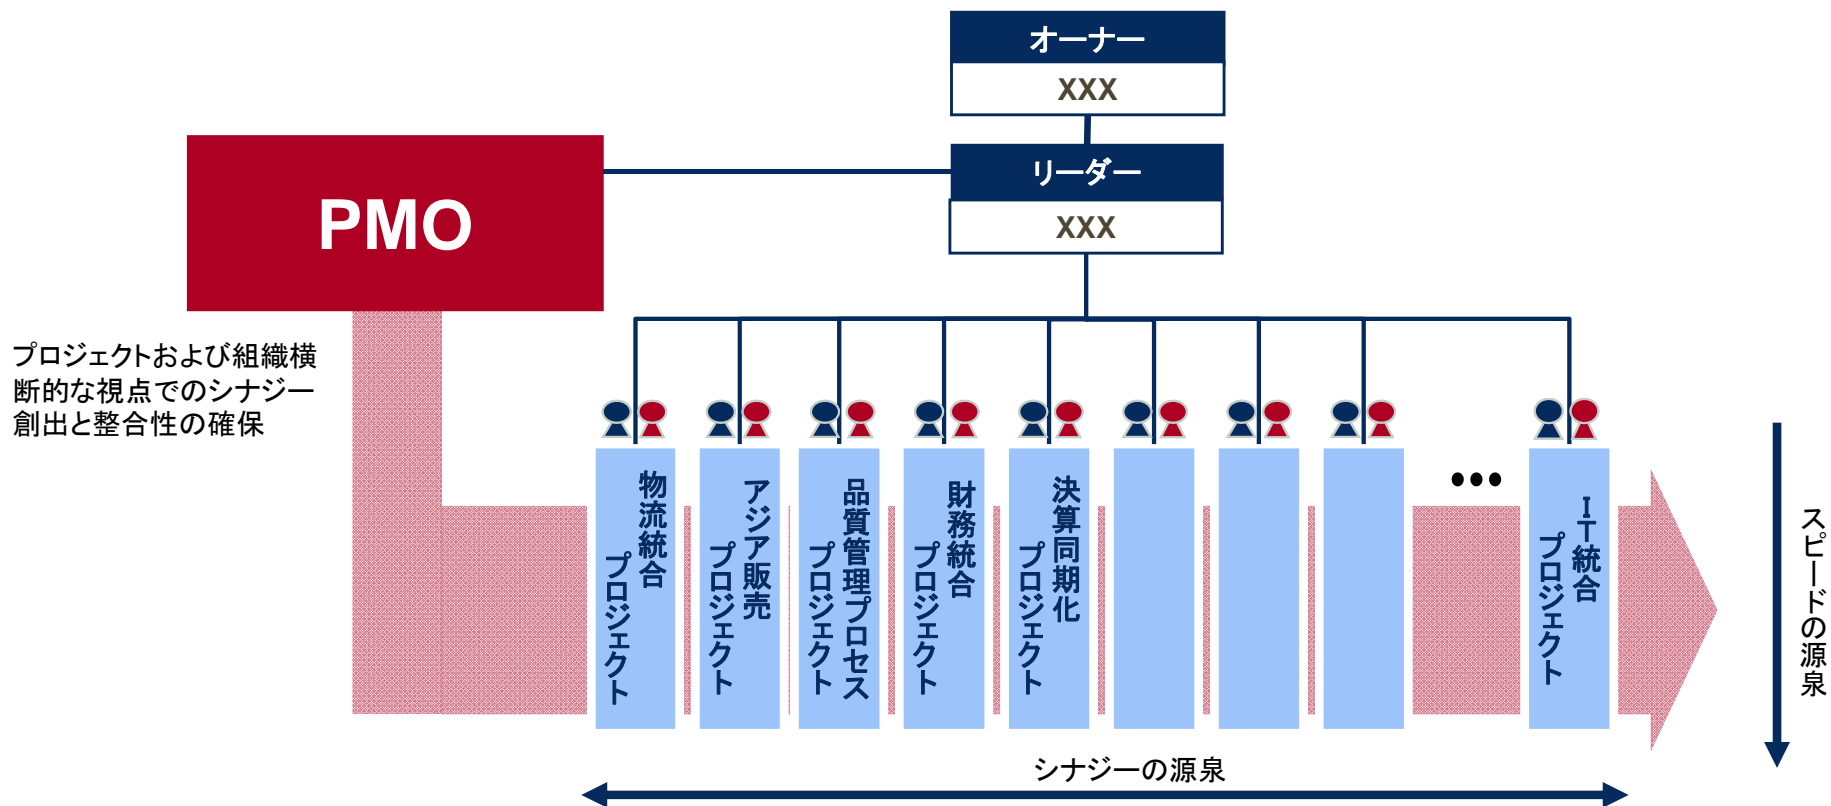 オーナー
XXX
リーダー
XXX
PMO
プロジェクトおよび組織横
断的な視点でのシナジー
創出と整合性の確保
物流統合
プロジェクト
アジア販売
プロジェクト
品質管理プロセス
プロジェクト
財務統合
プロジェクト
決算同期化
プロジェクト
•••
IT統合
プロジェクト
スピードの源泉
シナジーの源泉